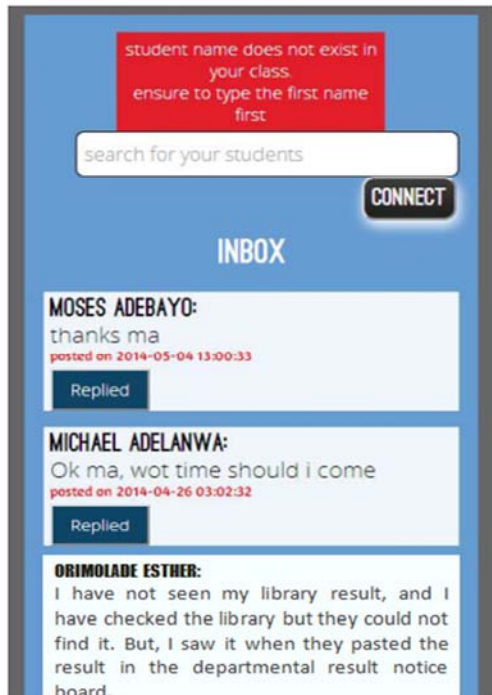 student name does not exist in
your class.
ensure to type the first name
first
search for your students
CONNECT
INBOX
MOSES ADEBAYO:
thanks ma
posted on 2014-05-04 13:00:33
Replied
MICHAEL ADELANWA:
Ok ma, wot time should i come
posted on 2014-04-26 03:02:32
Replied
ORIMOLADE ESTHER:
I have not seen my library result, and I
have checked the library but they could not
find it. But, I saw it when they pasted the
result in the departmental result notice
board.